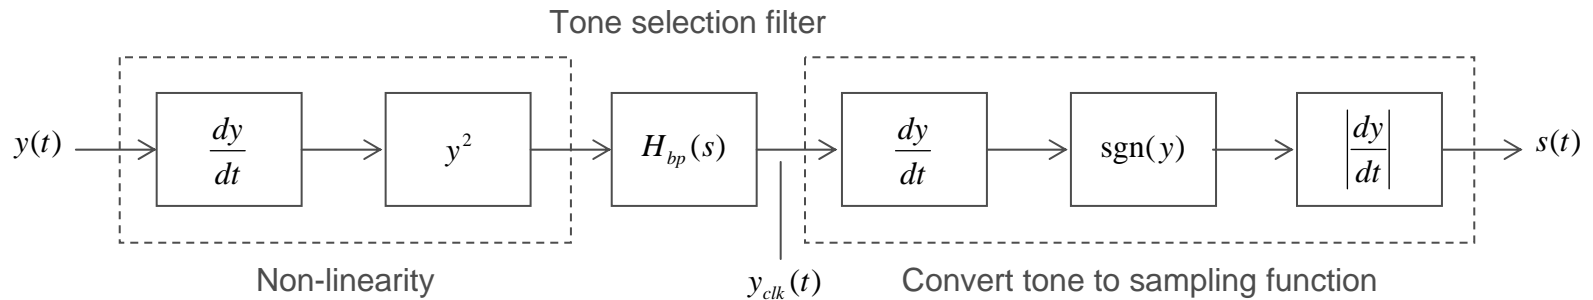 Tone selection filter
y(t)
dy/dt
y²
H_bp(s)
dy/dt
sgn(y)
|dy/dt|
s(t)
Non-linearity
y_clk(t)
Convert tone to sampling function